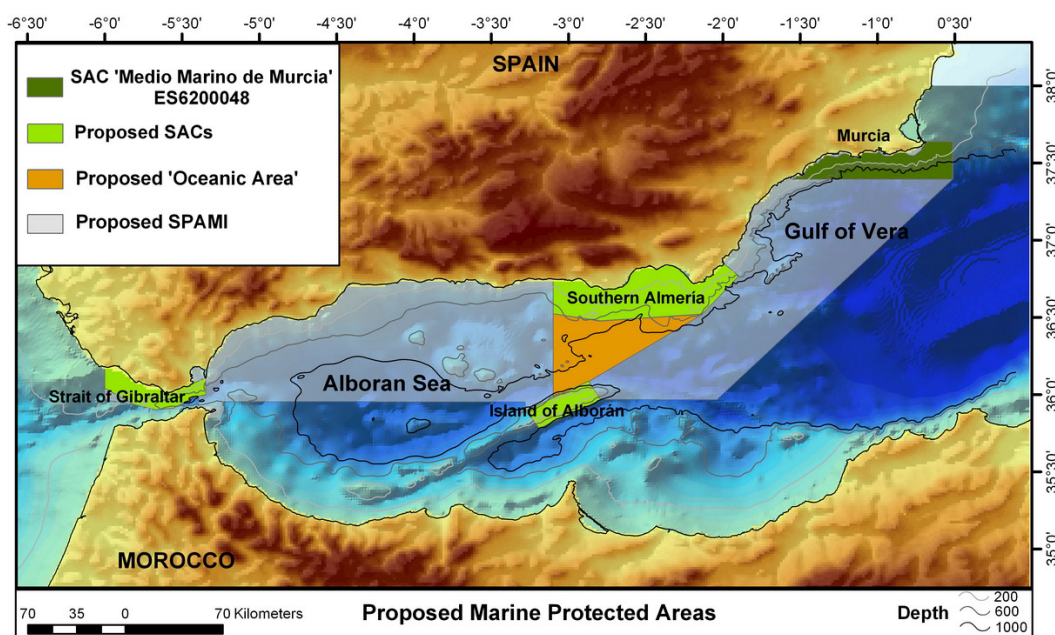 -6°30' -6°0' -5°30' -5°0' -4°30' -4°0' -3°30' -3°0' -2°30' -2°0' -1°30' -1°0' 0°30'
SAC 'Medio Marino de Murcia'
ES6200048
Proposed SACs
Proposed 'Oceanic Area'
Proposed SPAMI
SPAIN
Murcia
Gulf of Vera
Southern Almería
Alboran Sea
Strait of Gibraltar
Island of Alborán
MOROCCO
38°0'
37°30'
37°0'
36°30'
36°0'
35°30'
35°0'
70 35 0 70 Kilometers
Proposed Marine Protected Areas
Depth
200
600
1000